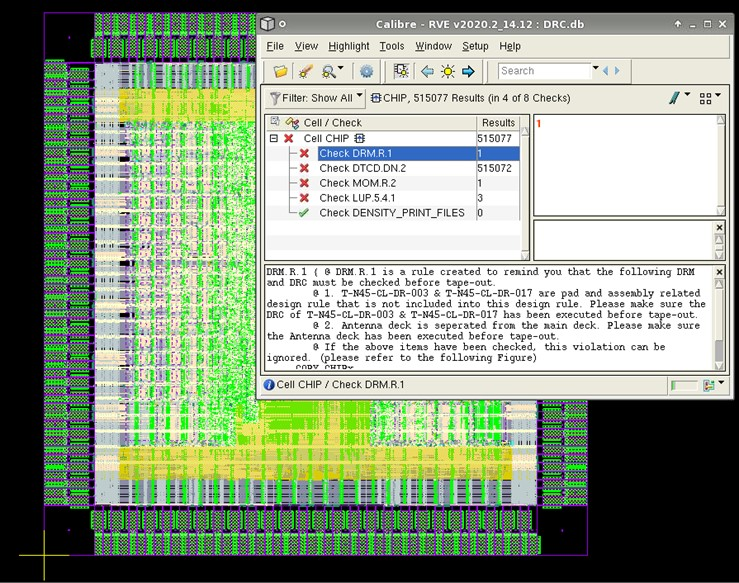 Calibre - RVE v2020.2_14.12 : DRC.db
File View Highlight Tools Window Setup Help
Search
Filter: Show All CHIP, 515077 Results (in 4 of 8 Checks)
Cell / Check Results
Cell CHIP 515077
Check DRM.R.1 1
Check DTCD.DN.2 515072
Check MOM.R.2 1
Check LUP.5.4.1 3
Check DENSITY_PRINT_FILES 0
1
DRM.R.1 { @ DRM.R.1 is a rule created to remind you that the following DRM
and DRC must be checked before tape-out.
@ 1. T-N45-CL-DR-003 & T-N45-CL-DR-017 are pad and assembly related
design rule that is not included into this design rule. Please make sure the
DRC of T-N45-CL-DR-003 & T-N45-CL-DR-017 has been executed before tape-out.
@ 2. Antenna deck is seperated from the main deck. Please make sure
the Antenna deck has been executed before tape-out.
@ If the above items have been checked, this violation can be
ignored. (please refer to the following Figure)
COPY CHIPx
Cell CHIP / Check DRM.R.1